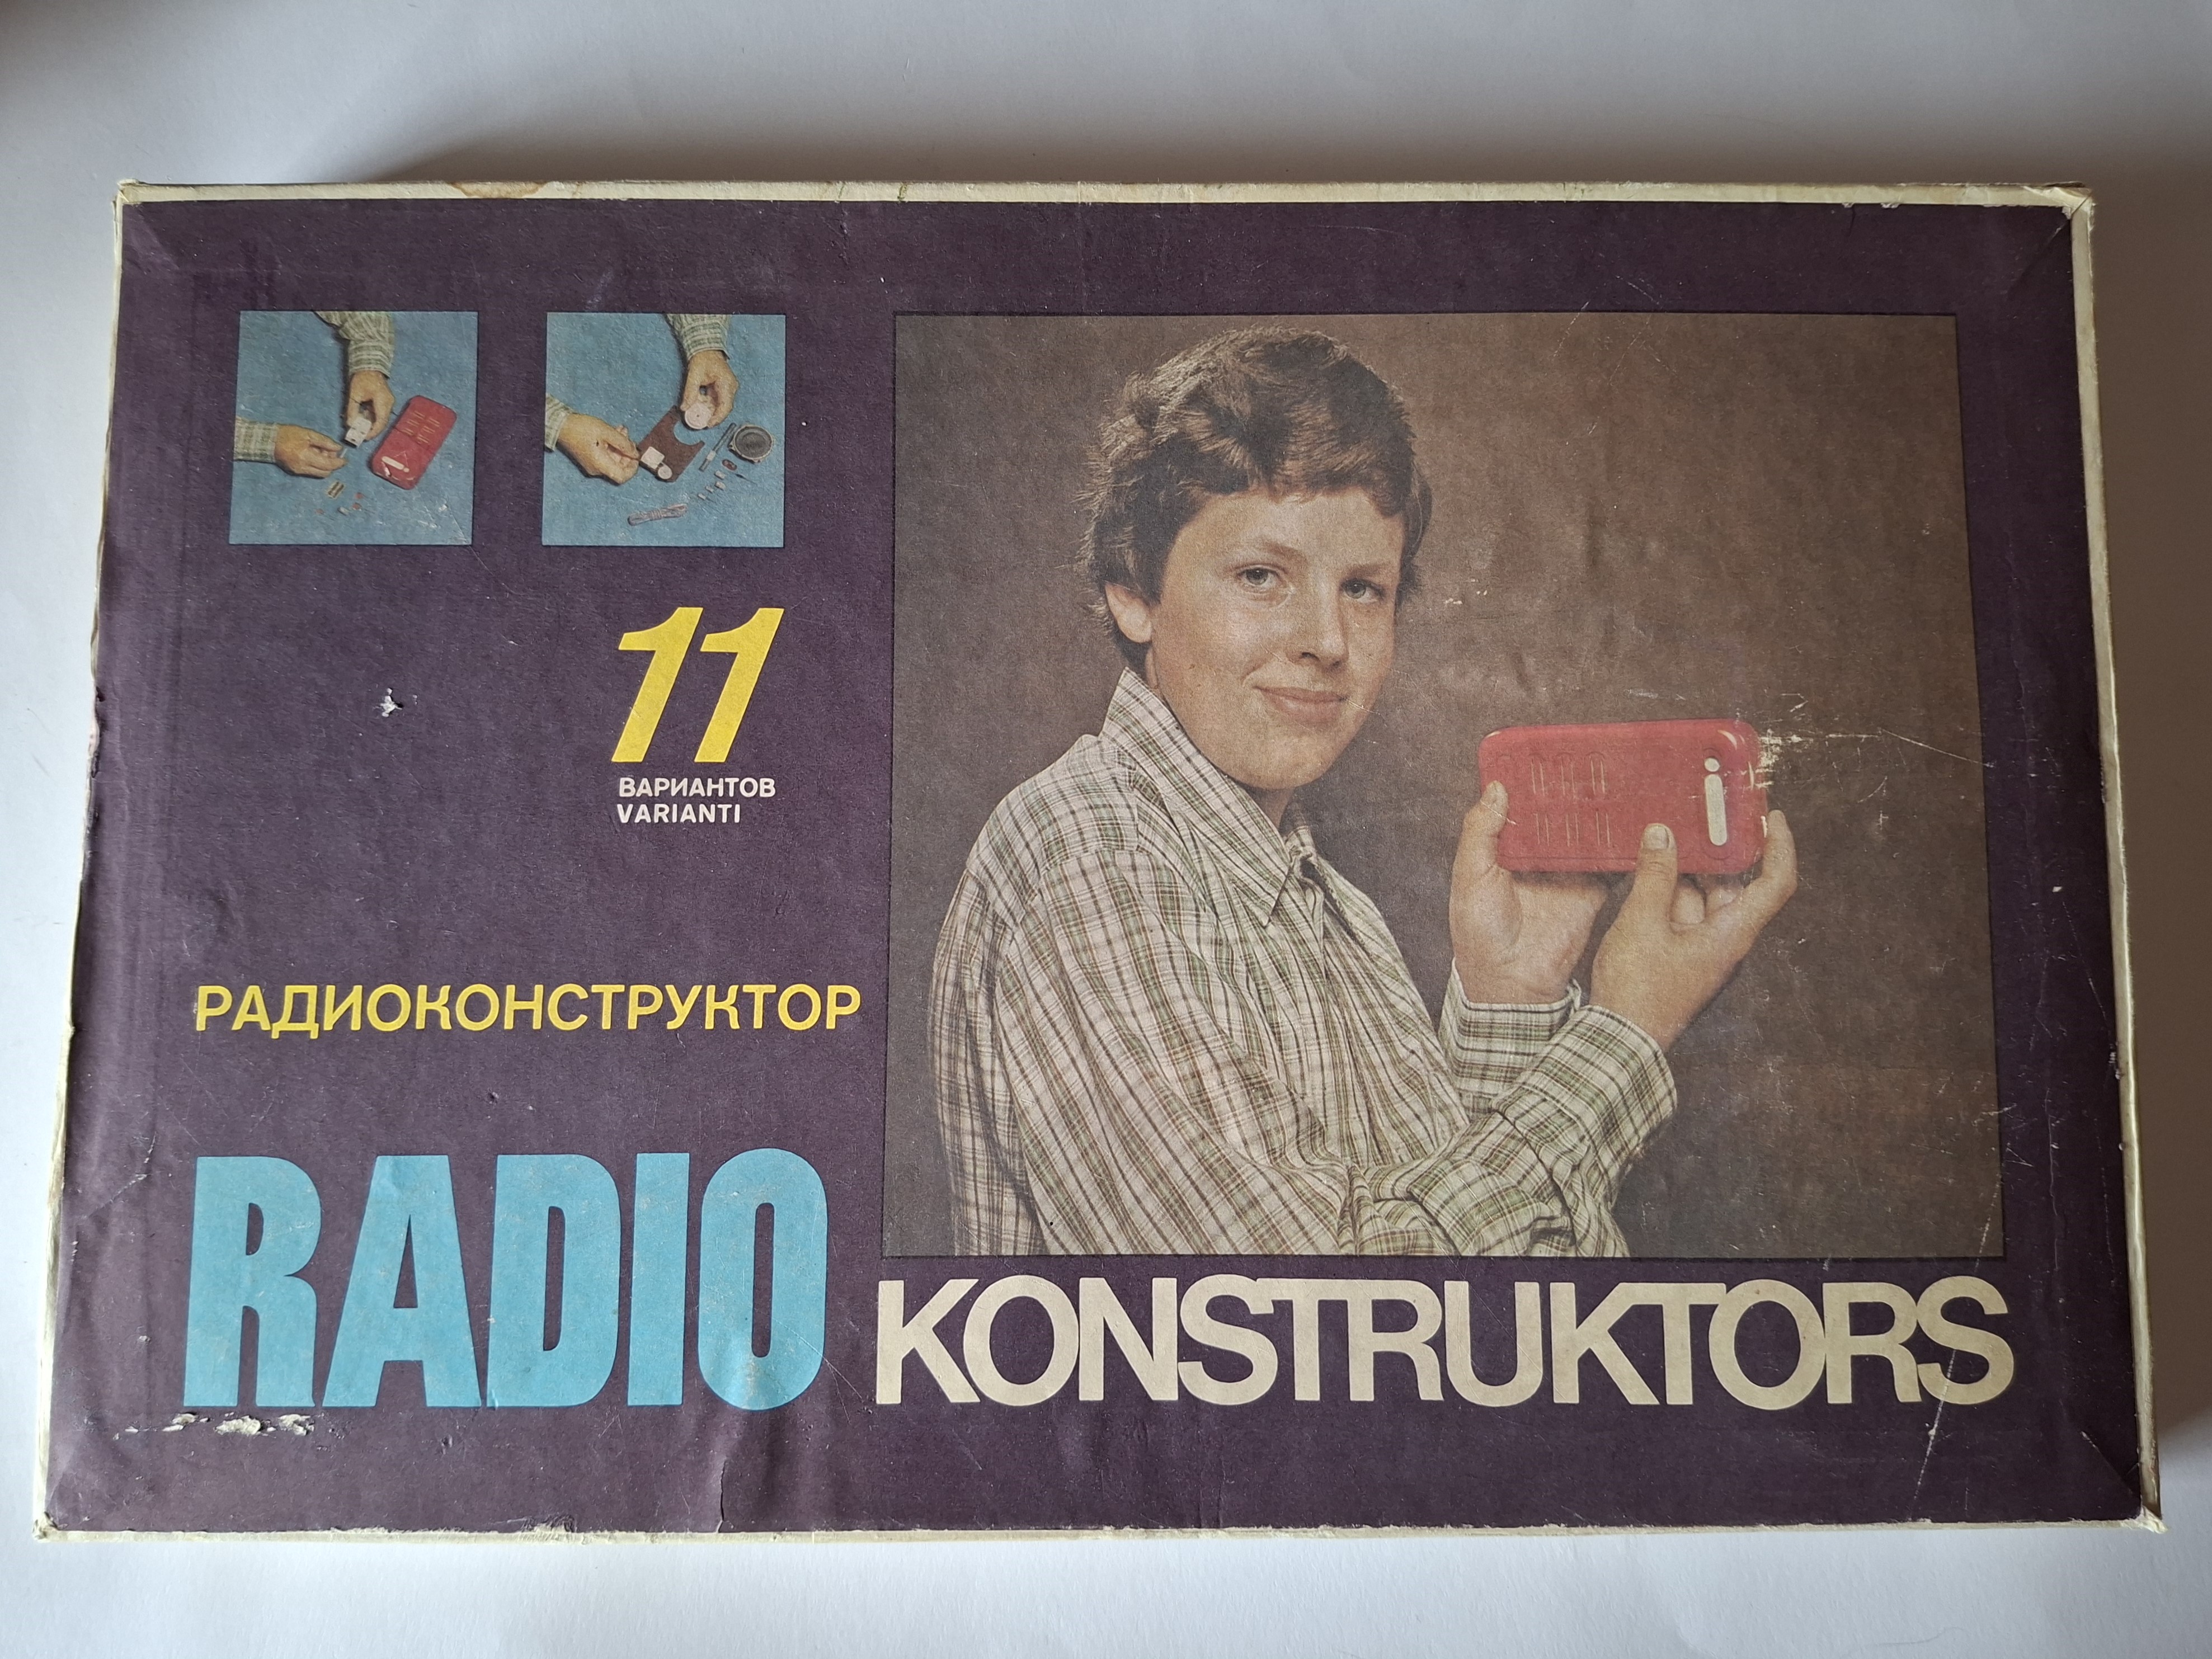 11
ВАРИАНТОВ
VARIANTI
РАДИОКОНСТРУКТОР
RADIO KONSTRUKTORS